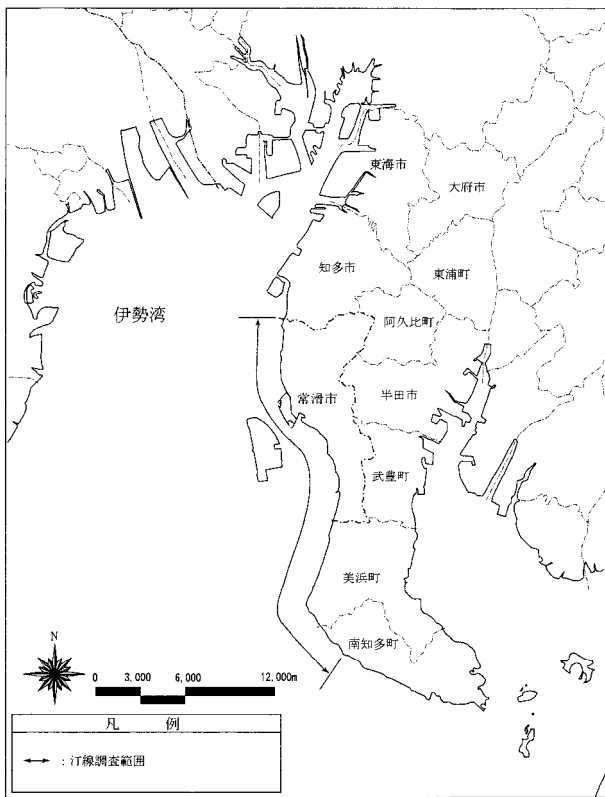 東海市
大府市
知多市
東浦町
伊勢湾
阿久比町
常滑市
半田市
武豊町
美浜町
南知多町
N
0 3,000 6,000 12,000m
凡 例
：汀線調査範囲